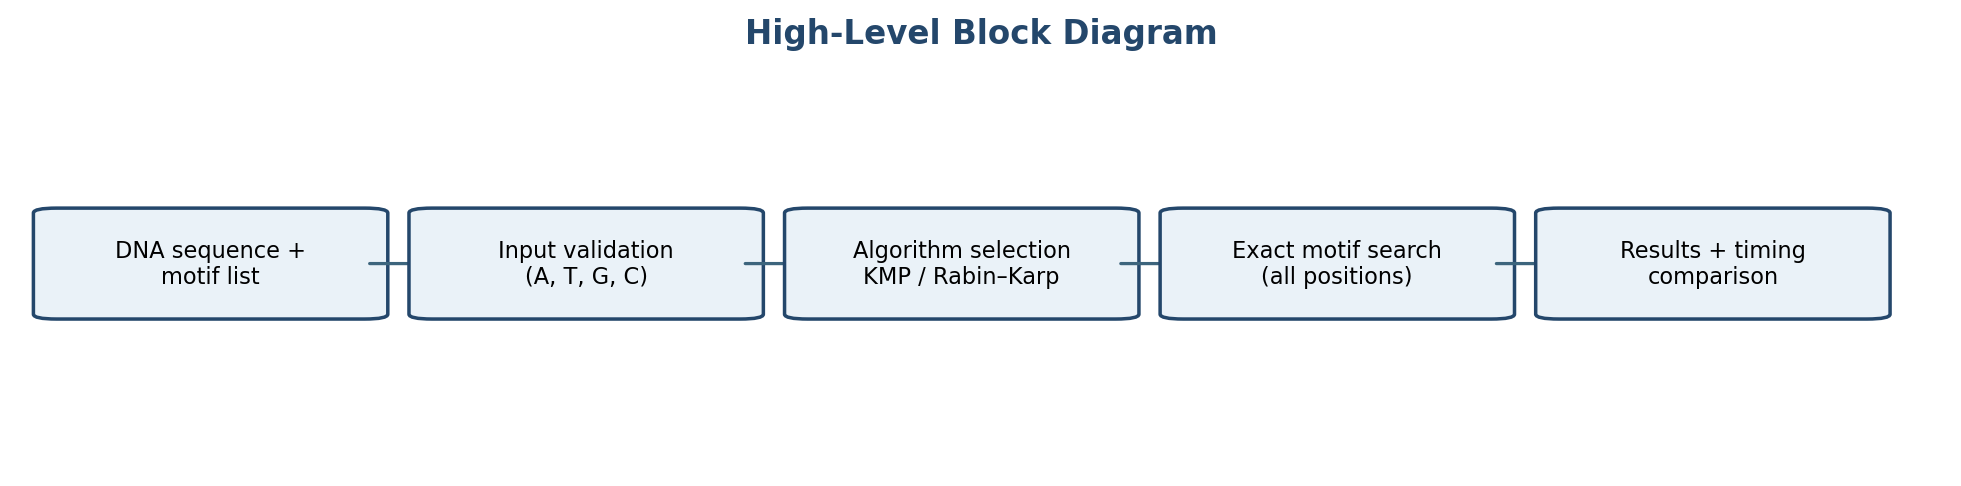 High-Level Block Diagram
DNA sequence +
motif list
Input validation
(A, T, G, C)
Algorithm selection
KMP / Rabin–Karp
Exact motif search
(all positions)
Results + timing
comparison